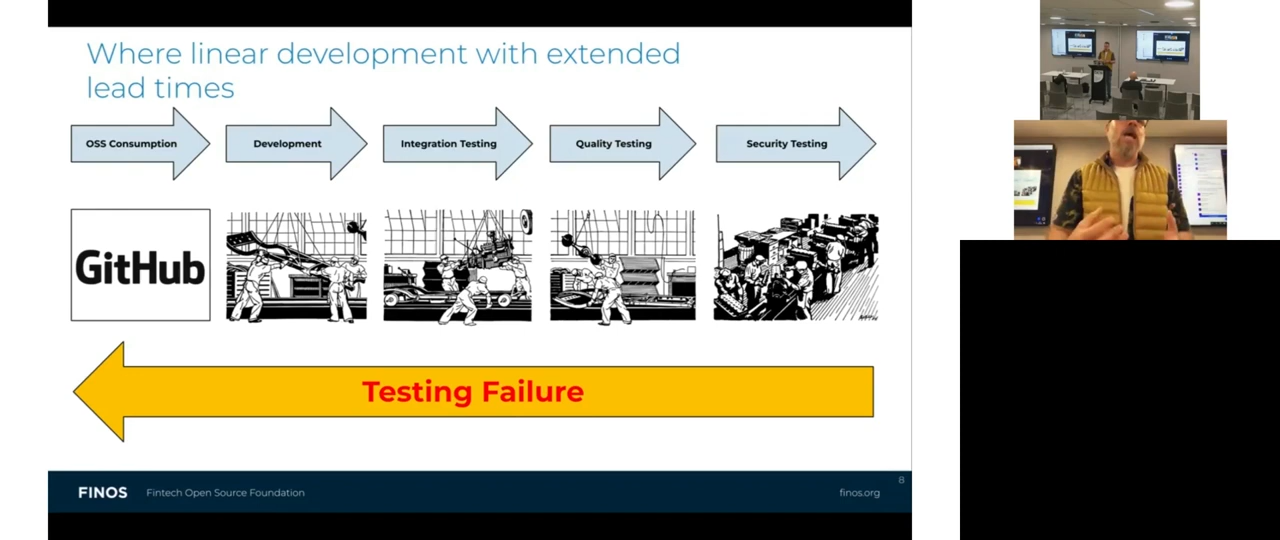 Where linear development with extended
lead times
OSS Consumption
Development
Integration Testing
Quality Testing
Security Testing
GitHub
Testing Failure
FINOS
Fintech Open Source Foundation
finos.org
8
FINOS